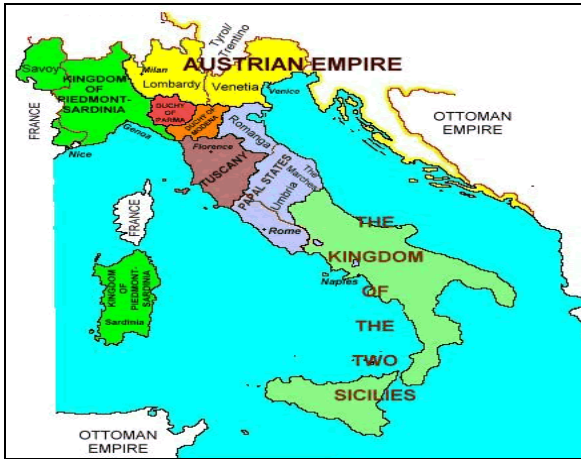 Tyrol/
Trentino
Savoy
KINGDOM
OF
PIEDMONT-
SARDINIA
Milan
Lombardy
AUSTRIAN EMPIRE
Venetia
Venice
OTTOMAN
EMPIRE
FRANCE
DUCHY
OF
PARMA
DUCHY OF
MODENA
Genoa
Nice
Romanga
Florence
TUSCANY
PAPAL STATES
The
Marches
Umbria
Rome
FRANCE
KINGDOM
OF
PIEDMONT-
SARDINIA
Sardinia
THE
KINGDOM
OF
THE
TWO
SICILIES
Naples
OTTOMAN
EMPIRE
OTTOMAN
EMPIRE